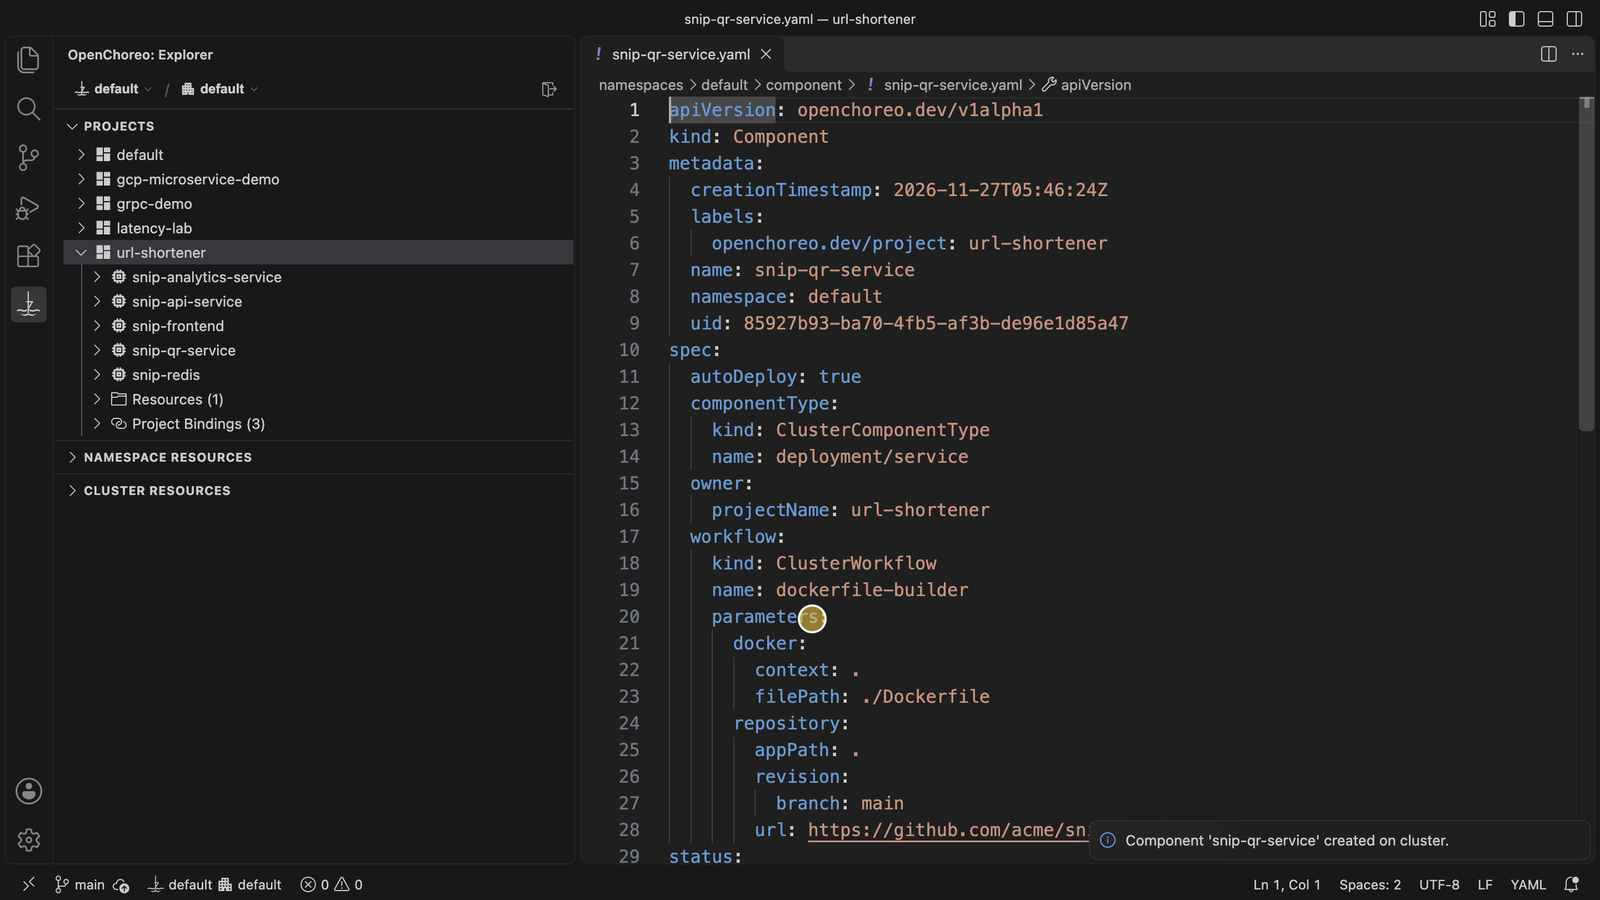 snip-qr-service.yaml — url-shortener
OpenChoreo: Explorer
default / default
PROJECTS
default
gcp-microservice-demo
grpc-demo
latency-lab
url-shortener
snip-analytics-service
snip-api-service
snip-frontend
snip-qr-service
snip-redis
Resources (1)
Project Bindings (3)
NAMESPACE RESOURCES
CLUSTER RESOURCES
! snip-qr-service.yaml
namespaces > default > component > ! snip-qr-service.yaml > apiVersion
1 apiVersion: openchoreo.dev/v1alpha1
2 kind: Component
3 metadata:
4 creationTimestamp: 2026-11-27T05:46:24Z
5 labels:
6 openchoreo.dev/project: url-shortener
7 name: snip-qr-service
8 namespace: default
9 uid: 85927b93-ba70-4fb5-af3b-de96e1d85a47
10 spec:
11 autoDeploy: true
12 componentType:
13 kind: ClusterComponentType
14 name: deployment/service
15 owner:
16 projectName: url-shortener
17 workflow:
18 kind: ClusterWorkflow
19 name: dockerfile-builder
20 parameters:
21 docker:
22 context: .
23 filePath: ./Dockerfile
24 repository:
25 appPath: .
26 revision:
27 branch: main
28 url: https://github.com/acme/sn
29 status:
Component 'snip-qr-service' created on cluster.
main default default 0 0 Ln 1, Col 1 Spaces: 2 UTF-8 LF YAML